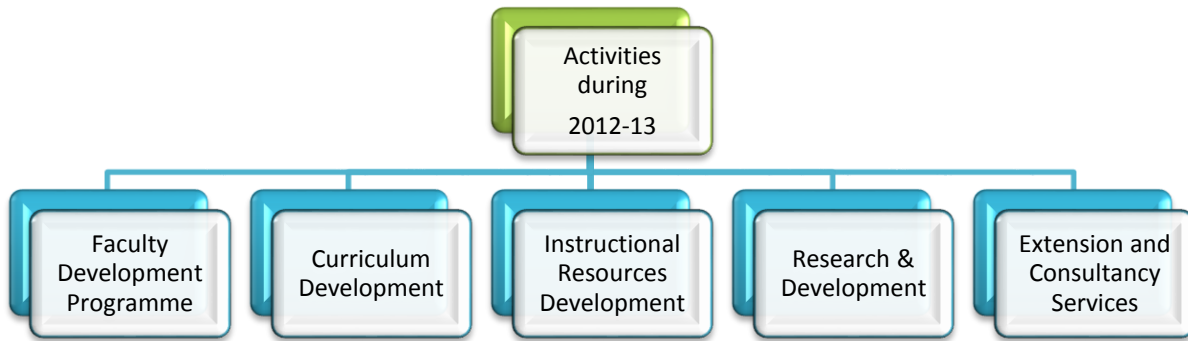 Activities
during
2012-13
Faculty
Development
Programme
Curriculum
Development
Instructional
Resources
Development
Research &
Development
Extension and
Consultancy
Services